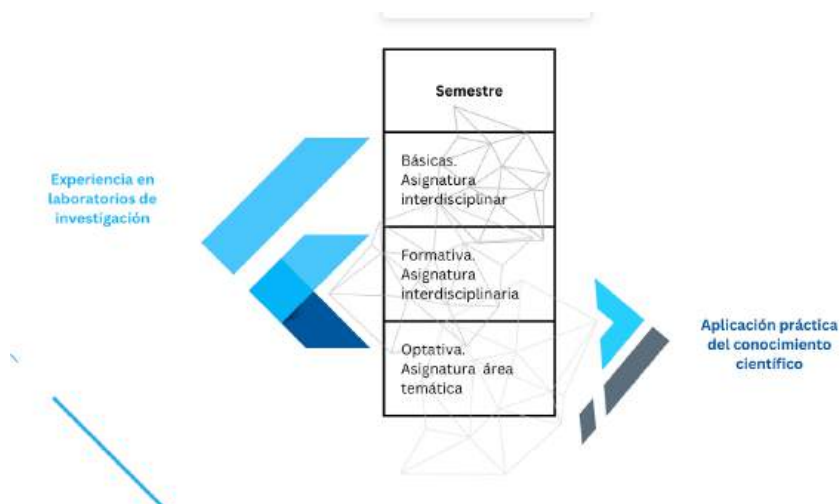 Semestre
Experiencia en
laboratorios de
investigación
Básicas.
Asignatura
interdisciplinar
Formativa.
Asignatura
interdisciplinaria
Optativa.
Asignatura área
temática
Aplicación práctica
del conocimiento
científico